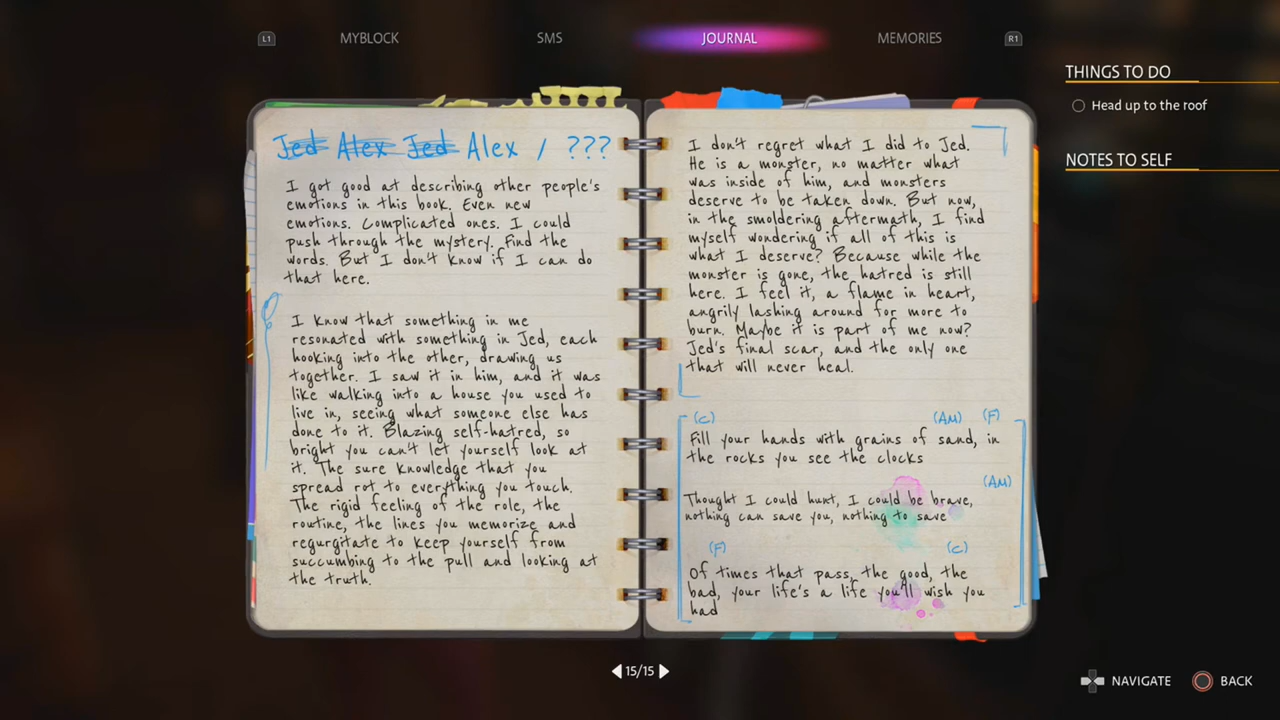 L1 MYBLOCK SMS JOURNAL MEMORIES R1
THINGS TO DO
Head up to the roof
NOTES TO SELF
Jed Alex Jed Alex / ???
I got good at describing other people's
emotions in this book. Even new
emotions. Complicated ones. I could
push through the mystery. Find the
words. But I don't know if I can do
that here.
I know that something in me
resonated with something in Jed, each
hooking into the other, drawing us
together. I saw it in him, and it was
like walking into a house you used to
live in, seeing what someone else has
done to it. Blazing self-hatred, so
bright you can't let yourself look at
it. The sure knowledge that you
spread rot to everything you touch.
The rigid feeling of the role, the
routine, the lines you memorize and
regurgitate to keep yourself from
succumbing to the pull and looking at
the truth.
I don't regret what I did to Jed.
He is a monster, no matter what
was inside of him, and monsters
deserve to be taken down. But now,
in the smoldering aftermath, I find
myself wondering if all of this is
what I deserve? Because while the
monster is gone, the hatred is still
here. I feel it, a flame in heart,
angrily lashing around for more to
burn. Maybe it is part of me now?
Jed's final scar, and the only one
that will never heal.
(C) (AM) (F)
Fill your hands with grains of sand, in
the rocks you see the clocks
(AM)
Thought I could hunt, I could be brave,
nothing can save you, nothing to save
(F) (C)
Of times that pass, the good, the
bad, your life's a life you'll wish you
had
15/15
NAVIGATE BACK